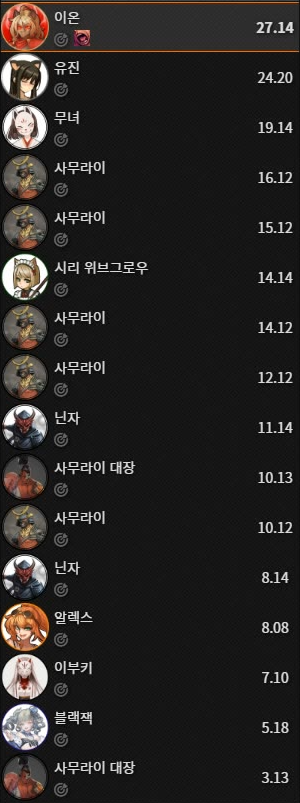 이온
27.14
유진
24.20
무녀
19.14
사무라이
16.12
사무라이
15.12
시리 위브그로우
14.14
사무라이
14.12
사무라이
12.12
닌자
11.14
사무라이 대장
10.13
사무라이
10.12
닌자
8.14
알렉스
8.08
이부키
7.10
블랙잭
5.18
사무라이 대장
3.13